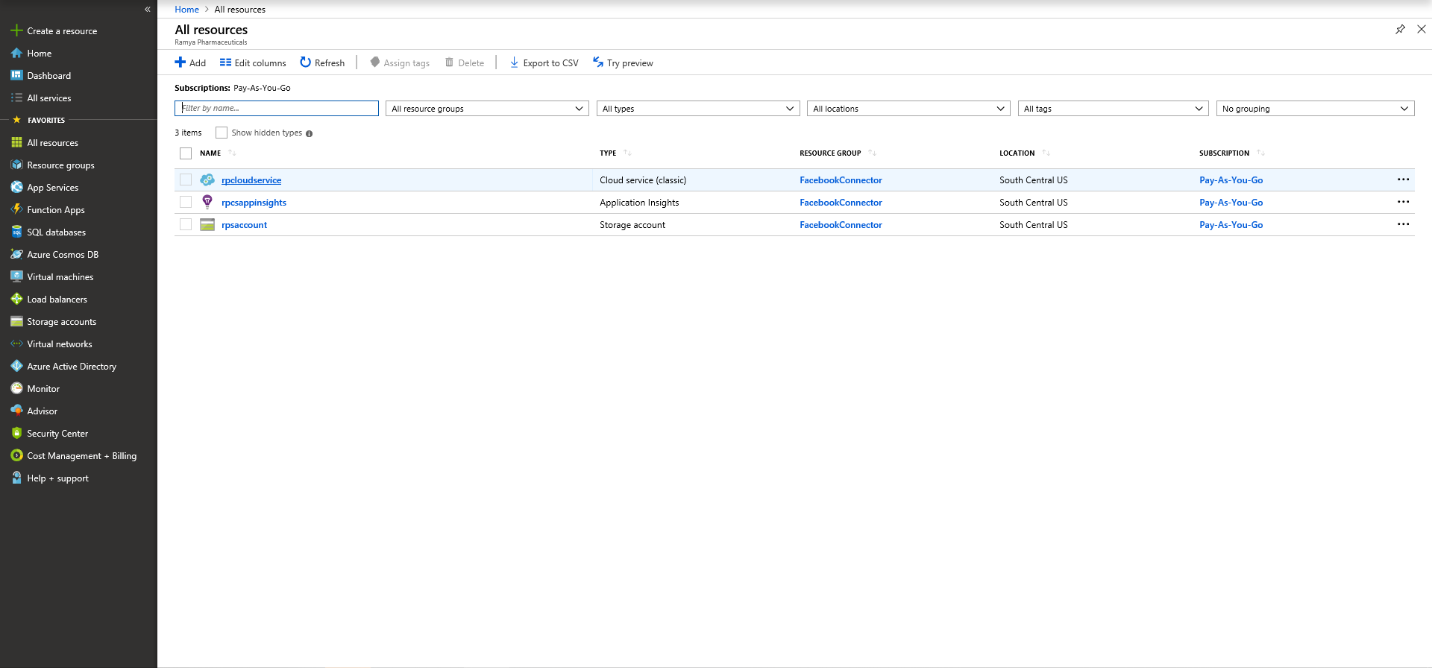 «
Home > All resources
Create a resource
Home
Dashboard
All services
FAVORITES
All resources
Resource groups
App Services
Function Apps
SQL databases
Azure Cosmos DB
Virtual machines
Load balancers
Storage accounts
Virtual networks
Azure Active Directory
Monitor
Advisor
Security Center
Cost Management + Billing
Help + support
All resources
Ramya Pharmaceuticals
Add Edit columns Refresh Assign tags Delete Export to CSV Try preview
Subscriptions: Pay-As-You-Go
Filter by name... All resource groups All types All locations All tags No grouping
3 items Show hidden types
NAME TYPE RESOURCE GROUP LOCATION SUBSCRIPTION
rpcloudservice Cloud service (classic) FacebookConnector South Central US Pay-As-You-Go ...
rpcsappinsights Application Insights FacebookConnector South Central US Pay-As-You-Go ...
rpsaccount Storage account FacebookConnector South Central US Pay-As-You-Go ...